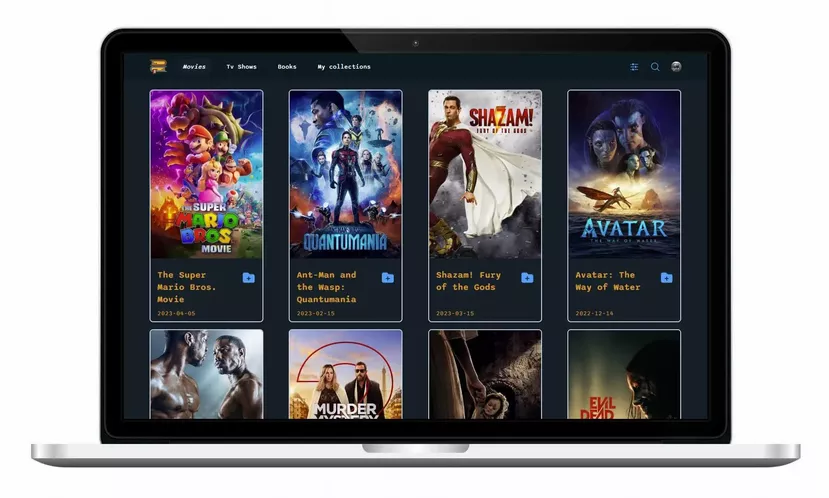 Movies
Tv Shows
Books
My collections
THE SUPER
MARIO
BROS
MOVIE
QUANTUMANIA
SHAZAM!
FURY OF THE GODS
AVATAR
THE WAY OF WATER
The Super
Mario Bros.
Movie
2023-04-05
Ant-Man and
the Wasp:
Quantumania
2023-02-15
Shazam! Fury
of the Gods
2023-03-15
Avatar: The
Way of Water
2022-12-14
MURDER
MYSTERY
EVIL
DEAD